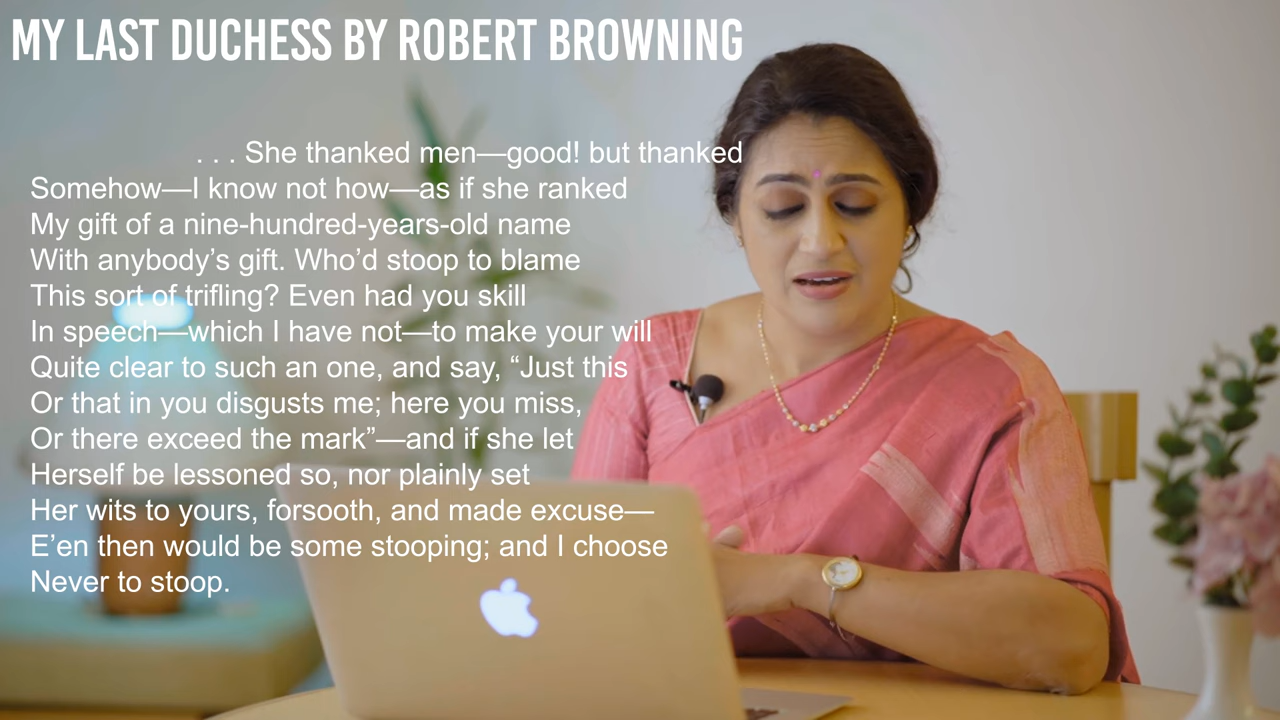 MY LAST DUCHESS BY ROBERT BROWNING
. . . She thanked men—good! but thanked
Somehow—I know not how—as if she ranked
My gift of a nine-hundred-years-old name
With anybody’s gift. Who’d stoop to blame
This sort of trifling? Even had you skill
In speech—which I have not—to make your will
Quite clear to such an one, and say, “Just this
Or that in you disgusts me; here you miss,
Or there exceed the mark”—and if she let
Herself be lessoned so, nor plainly set
Her wits to yours, forsooth, and made excuse—
E’en then would be some stooping; and I choose
Never to stoop.